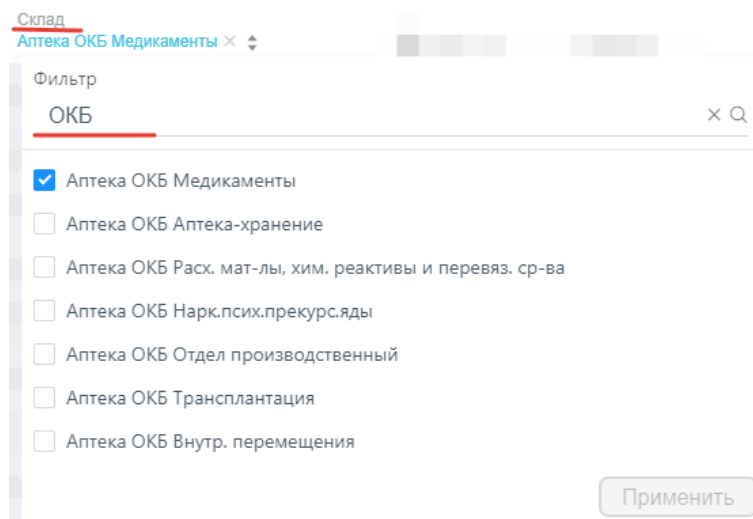 Склад
Аптека ОКБ Медикаменты
Фильтр
ОКБ
Аптека ОКБ Медикаменты
Аптека ОКБ Аптека-хранение
Аптека ОКБ Расх. мат-лы, хим. реактивы и перевяз. ср-ва
Аптека ОКБ Нарк.псих.прекурс.яды
Аптека ОКБ Отдел производственный
Аптека ОКБ Трансплантация
Аптека ОКБ Внутр. перемещения
Применить